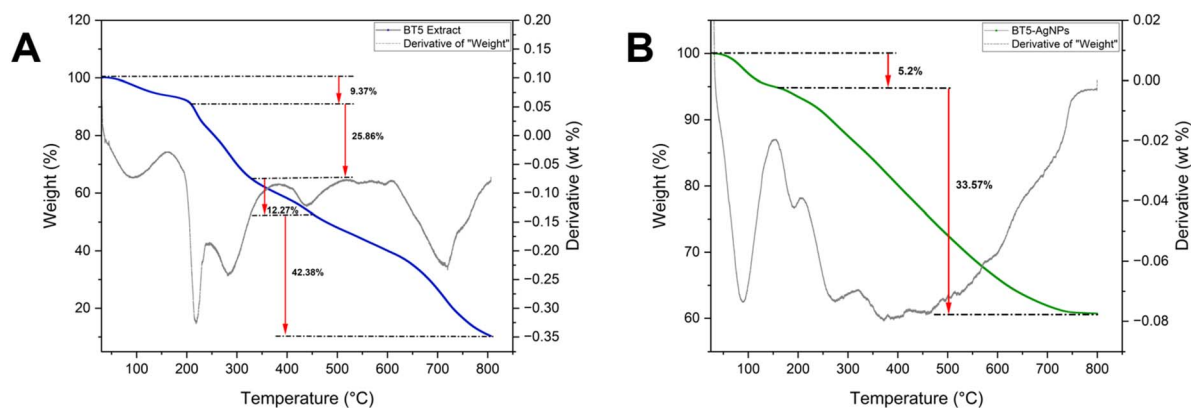 A
BT5 Extract
Derivative of "Weight"
120
100
80
60
40
20
Weight (%)
9.37%
25.86%
12.27%
42.38%
0.20
0.15
0.10
0.05
0.00
−0.05
−0.10
−0.15
−0.20
−0.25
−0.30
−0.35
Derivative (wt %)
100 200 300 400 500 600 700 800
Temperature (°C)
B
BT5-AgNPs
Derivative of "Weight"
100
95
90
85
80
75
70
65
60
Weight (%)
5.2%
33.57%
0.02
0.00
−0.02
−0.04
−0.06
−0.08
Derivative (wt %)
100 200 300 400 500 600 700 800
Temperature (°C)